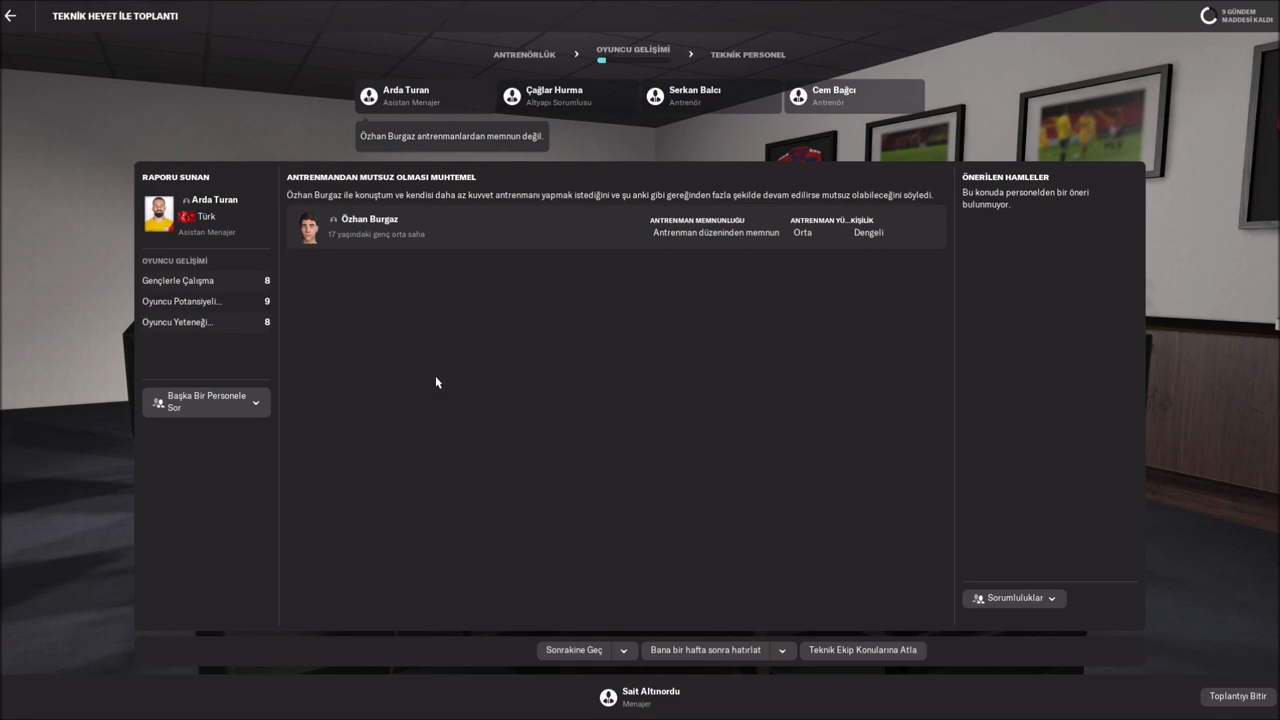 TEKNİK HEYET İLE TOPLANTI
9 GÜNDEM
MADDESİ KALDI
ANTRENÖRLÜK
OYUNCU GELİŞİMİ
TEKNİK PERSONEL
Arda Turan
Asistan Menajer
Çağlar Hurma
Altyapı Sorumlusu
Serkan Balcı
Antrenör
Cem Bağcı
Antrenör
Özhan Burgaz antrenmanlardan memnun değil.
RAPORU SUNAN
Arda Turan
Türk
Asistan Menajer
OYUNCU GELİŞİMİ
Gençlerle Çalışma 8
Oyuncu Potansiyeli... 9
Oyuncu Yeteneği... 8
Başka Bir Personele
Sor
ANTRENMANDAN MUTSUZ OLMASI MUHTEMEL
Özhan Burgaz ile konuştum ve kendisi daha az kuvvet antrenmanı yapmak istediğini ve şu anki gibi gereğinden fazla şekilde devam edilirse mutsuz olabileceğini söyledi.
Özhan Burgaz
17 yaşındaki genç orta saha
ANTRENMAN MEMNUNLUĞU
Antrenman düzeninden memnun
ANTRENMAN YÜ...
Orta
KİŞİLİK
Dengeli
ÖNERİLEN HAMLELER
Bu konuda personelden bir öneri
bulunmuyor.
Sorumluluklar
Sonrakine Geç
Bana bir hafta sonra hatırlat
Teknik Ekip Konularına Atla
Sait Altınordu
Menajer
Toplantıyı Bitir